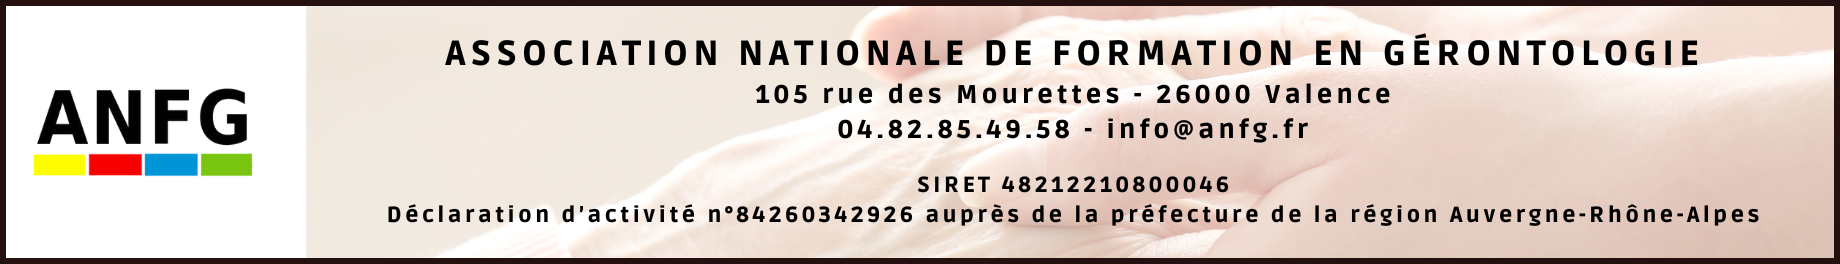 ANFG
ASSOCIATION NATIONALE DE FORMATION EN GÉRONTOLOGIE
105 rue des Mourettes - 26000 Valence
04.82.85.49.58 - info@anfg.fr
SIRET 48212210800046
Déclaration d'activité n°84260342926 auprès de la préfecture de la région Auvergne-Rhône-Alpes